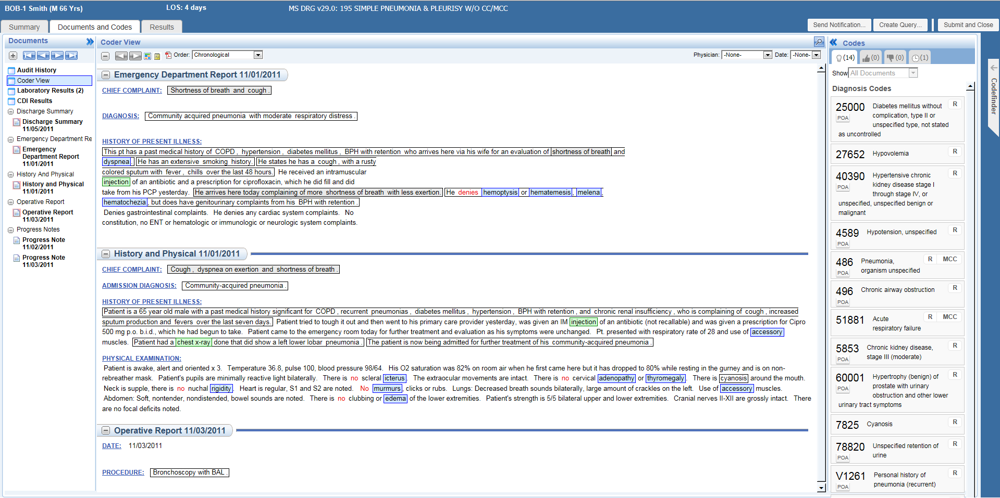 BOB-1 Smith (M 66 Yrs) LOS: 4 days MS DRG v29.0: 195 SIMPLE PNEUMONIA & PLEURISY W/O CC/MCC
Summary Documents and Codes Results Send Notification... Create Query... Submit and Close
Documents
Audit History
Coder View
Laboratory Results (2)
CDI Results
Discharge Summary
Discharge Summary
11/05/2011
Emergency Department Re
Emergency
Department Report
11/01/2011
History And Physical
History and Physical
11/01/2011
Operative Report
Operative Report
11/03/2011
Progress Notes
Progress Note
11/02/2011
Progress Note
11/03/2011
Coder View
Order: Chronological Physician: -None- Date: -None-
Emergency Department Report 11/01/2011
CHIEF COMPLAINT: Shortness of breath and cough .
DIAGNOSIS: Community acquired pneumonia with moderate respiratory distress .
HISTORY OF PRESENT ILLNESS:
This pt has a past medical history of COPD , hypertension , diabetes mellitus , BPH with retention who arrives here via his wife for an evaluation of shortness of breath and
dyspnea . He has an extensive smoking history. He states he has a cough , with a rusty
colored sputum with fever , chills over the last 48 hours. He received an intramuscular
injection of an antibiotic and a prescription for ciprofloxacin, which he did fill and did
take from his PCP yesterday. He arrives here today complaining of more shortness of breath with less exertion. He denies hemoptysis or hematemesis, melena,
hematochezia, but does have genitourinary complaints from his BPH with retention .
Denies gastrointestinal complaints. He denies any cardiac system complaints. No
constitution, no ENT or hematologic or immunologic or neurologic system complaints.
History and Physical 11/01/2011
CHIEF COMPLAINT: Cough , dyspnea on exertion and shortness of breath .
ADMISSION DIAGNOSIS: Community-acquired pneumonia .
HISTORY OF PRESENT ILLNESS:
Patient is a 65 year old male with a past medical history significant for COPD , recurrent pneumonias , diabetes mellitus , hypertension , BPH with retention , and chronic renal insufficiency , who is complaining of cough , increased
sputum production and fevers over the last seven days. Patient tried to tough it out and then went to his primary care provider yesterday, was given an IM injection of an antibiotic (not recallable) and was given a prescription for Cipro
500 mg p.o. b.i.d., which he had begun to take. Patient came to the emergency room today for further treatment and evaluation as his symptoms were unchanged. Pt. presented with respiratory rate of 28 and use of accessory
muscles. Patient had a chest x-ray done that did show a left lower lobar pneumonia . The patient is now being admitted for further treatment of his community-acquired pneumonia .
PHYSICAL EXAMINATION:
Patient is awake, alert and oriented x 3. Temperature 36.8, pulse 100, blood pressure 98/64. His O2 saturation was 82% on room air when he first came here but it has dropped to 80% while resting in the gurney and is on non-
rebreather mask. Patient's pupils are minimally reactive light bilaterally. There is no scleral icterus. The extraocular movements are intact. There is no cervical adenopathy or thyromegaly. There is cyanosis around the mouth.
Neck is supple, there is no nuchal rigidity. Heart is regular, S1 and S2 are noted. No murmurs, clicks or rubs. Lungs: Decreased breath sounds bilaterally, large amount of crackles on the left. Use of accessory muscles.
Abdomen: Soft, nontender, nondistended, bowel sounds are noted. There is no clubbing or edema of the lower extremities. Patient's strength is 5/5 bilateral upper and lower extremities. Cranial nerves II-XII are grossly intact. There
are no focal deficits noted.
Operative Report 11/03/2011
DATE: 11/03/2011
PROCEDURE: Bronchoscopy with BAL .
Codes
(14) (0) (0) (1)
Show All Documents
Diagnosis Codes
25000 Diabetes mellitus without R
POA complication, type II or
unspecified type, not stated
as uncontrolled
27652 Hypovolemia R
40390 Hypertensive chronic R
POA kidney disease stage I
through stage IV, or
unspecified, unspecified benign or
malignant
4589 Hypotension, unspecified R
POA
486 Pneumonia, R MCC
POA organism unspecified
496 Chronic airway obstruction R
POA
51881 Acute R MCC
respiratory failure
5853 Chronic kidney disease, R
POA stage III (moderate)
60001 Hypertrophy (benign) of R
POA prostate with urinary
obstruction and other lower
urinary tract symptoms
7825 Cyanosis R
78820 Unspecified retention of R
POA urine
V1261 Personal history of R
POA pneumonia (recurrent)
Codefinder